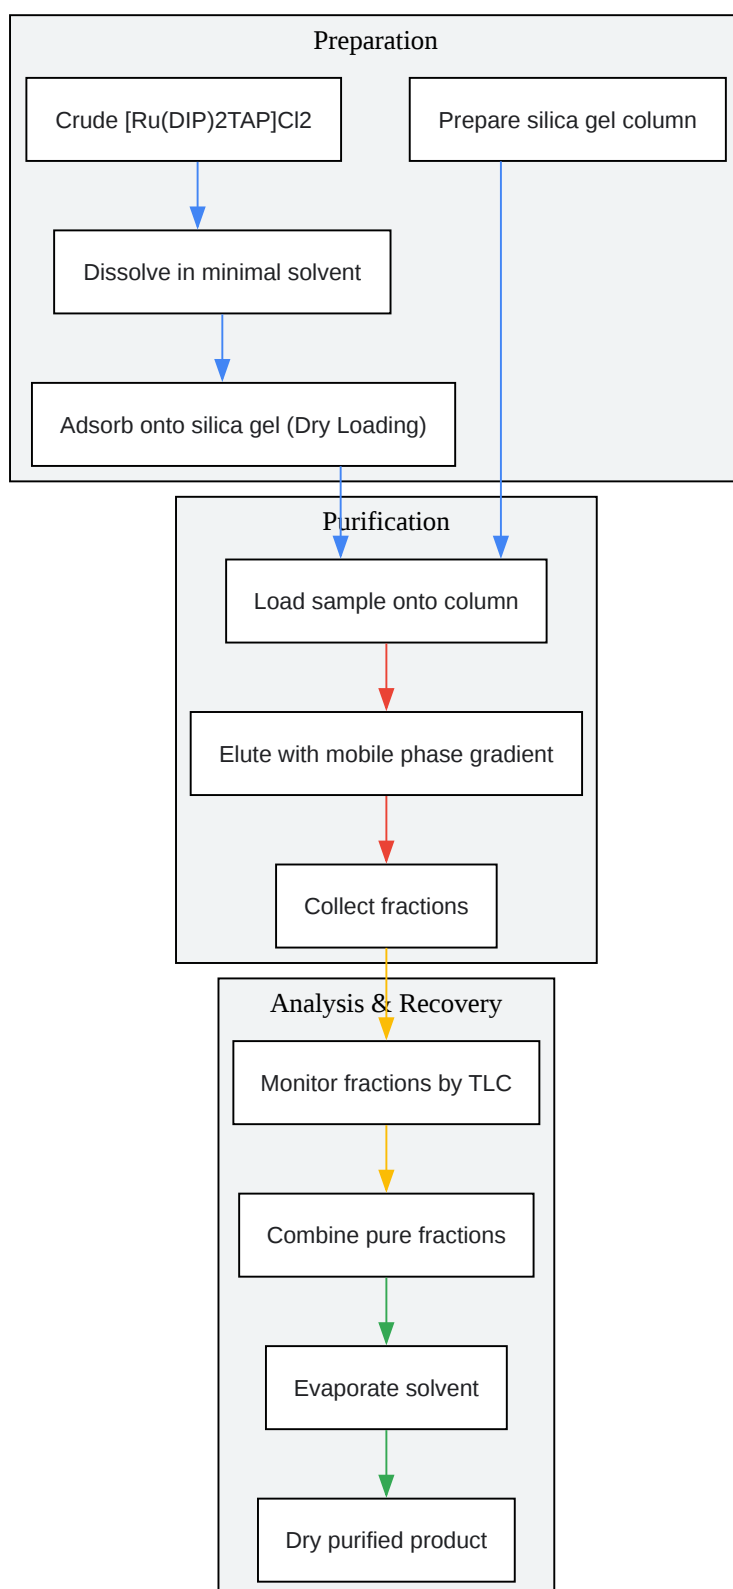 Preparation
Crude [Ru(DIP)2TAP]Cl2
Prepare silica gel column
Dissolve in minimal solvent
Adsorb onto silica gel (Dry Loading)
Purification
Load sample onto column
Elute with mobile phase gradient
Collect fractions
Analysis & Recovery
Monitor fractions by TLC
Combine pure fractions
Evaporate solvent
Dry purified product